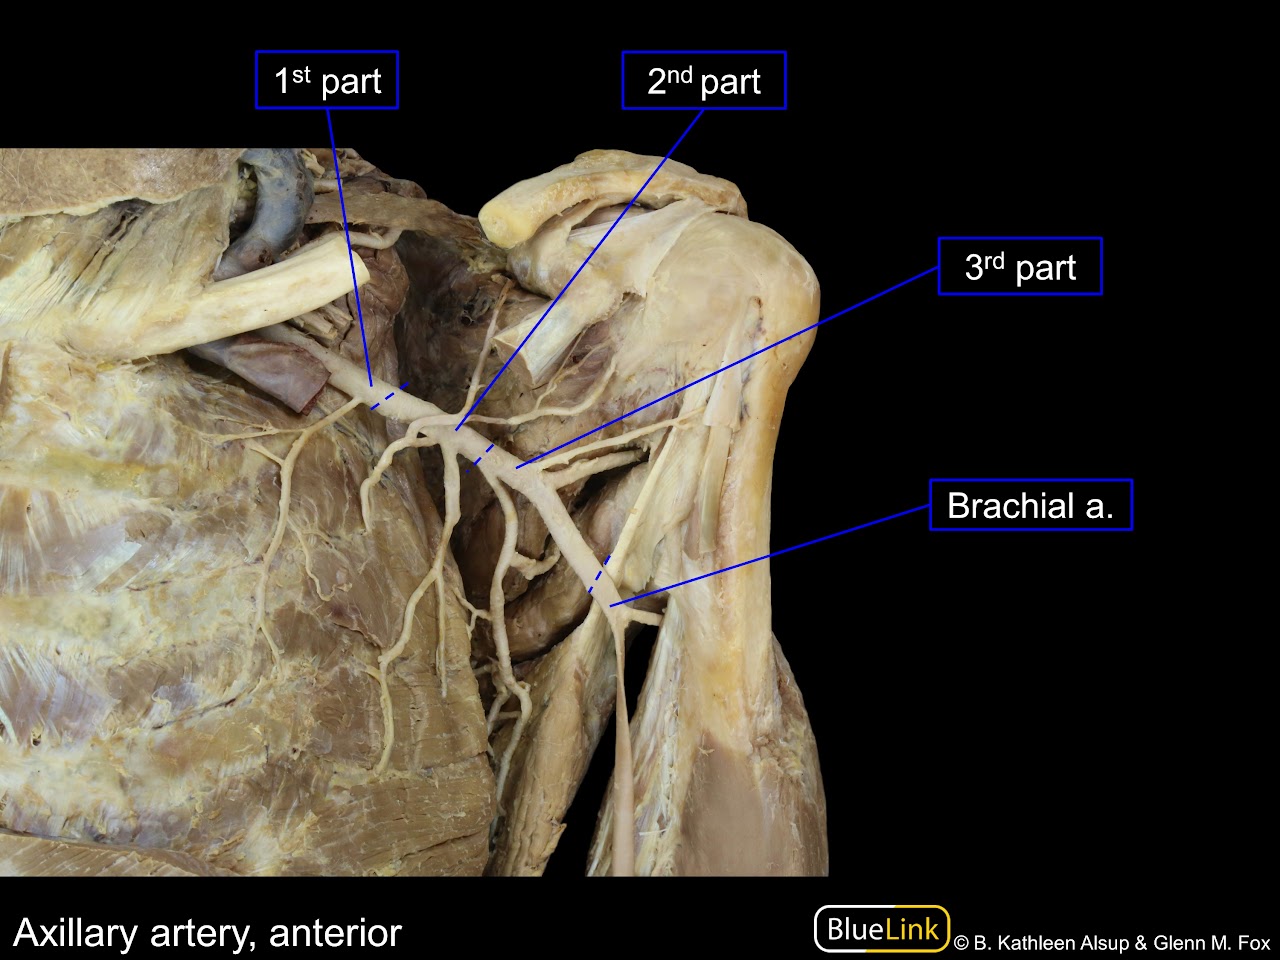 1st part
2nd part
3rd part
Brachial a.
Axillary artery, anterior
BlueLink
© B. Kathleen Alsup & Glenn M. Fox